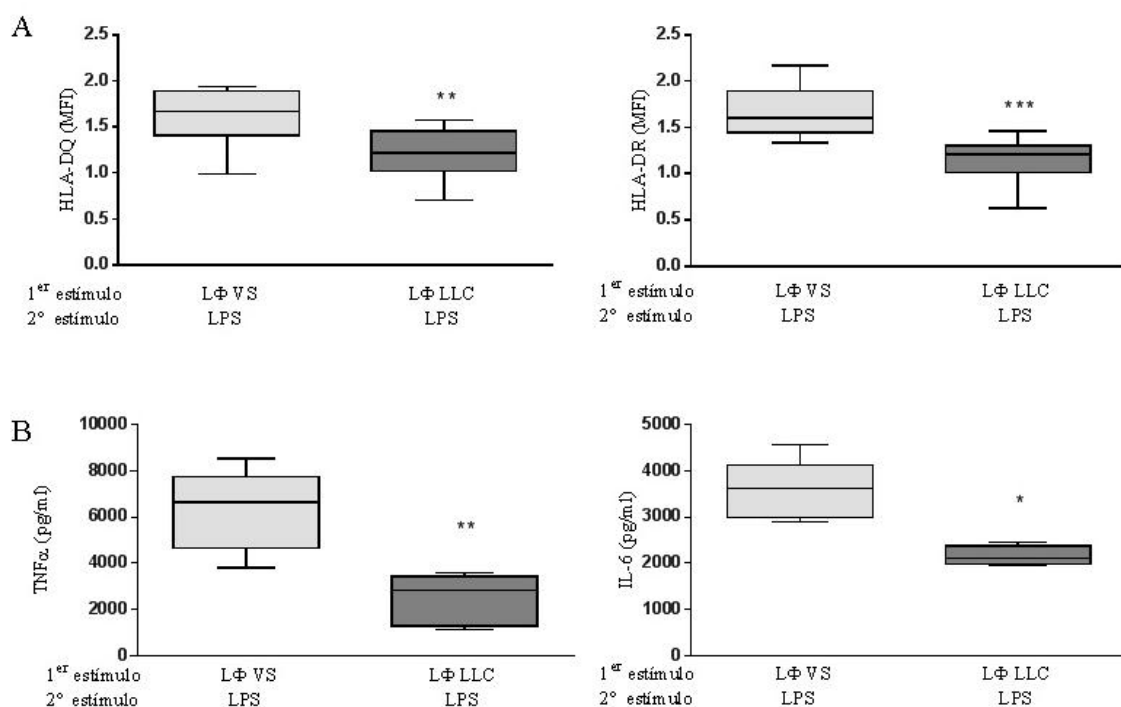 A
HLA-DQ (MFI)
2.5
2.0
1.5
1.0
0.5
0.0
**
1er estímulo LΦ VS LΦ LLC
2° estímulo LPS LPS
HLA-DR (MFI)
2.5
2.0
1.5
1.0
0.5
0.0
***
1er estímulo LΦ VS LΦ LLC
2° estímulo LPS LPS
B
TNFα (pg/ml)
10000
8000
6000
4000
2000
0
**
1er estímulo LΦ VS LΦ LLC
2° estímulo LPS LPS
IL-6 (pg/ml)
5000
4000
3000
2000
1000
0
*
1er estímulo LΦ VS LΦ LLC
2° estímulo LPS LPS